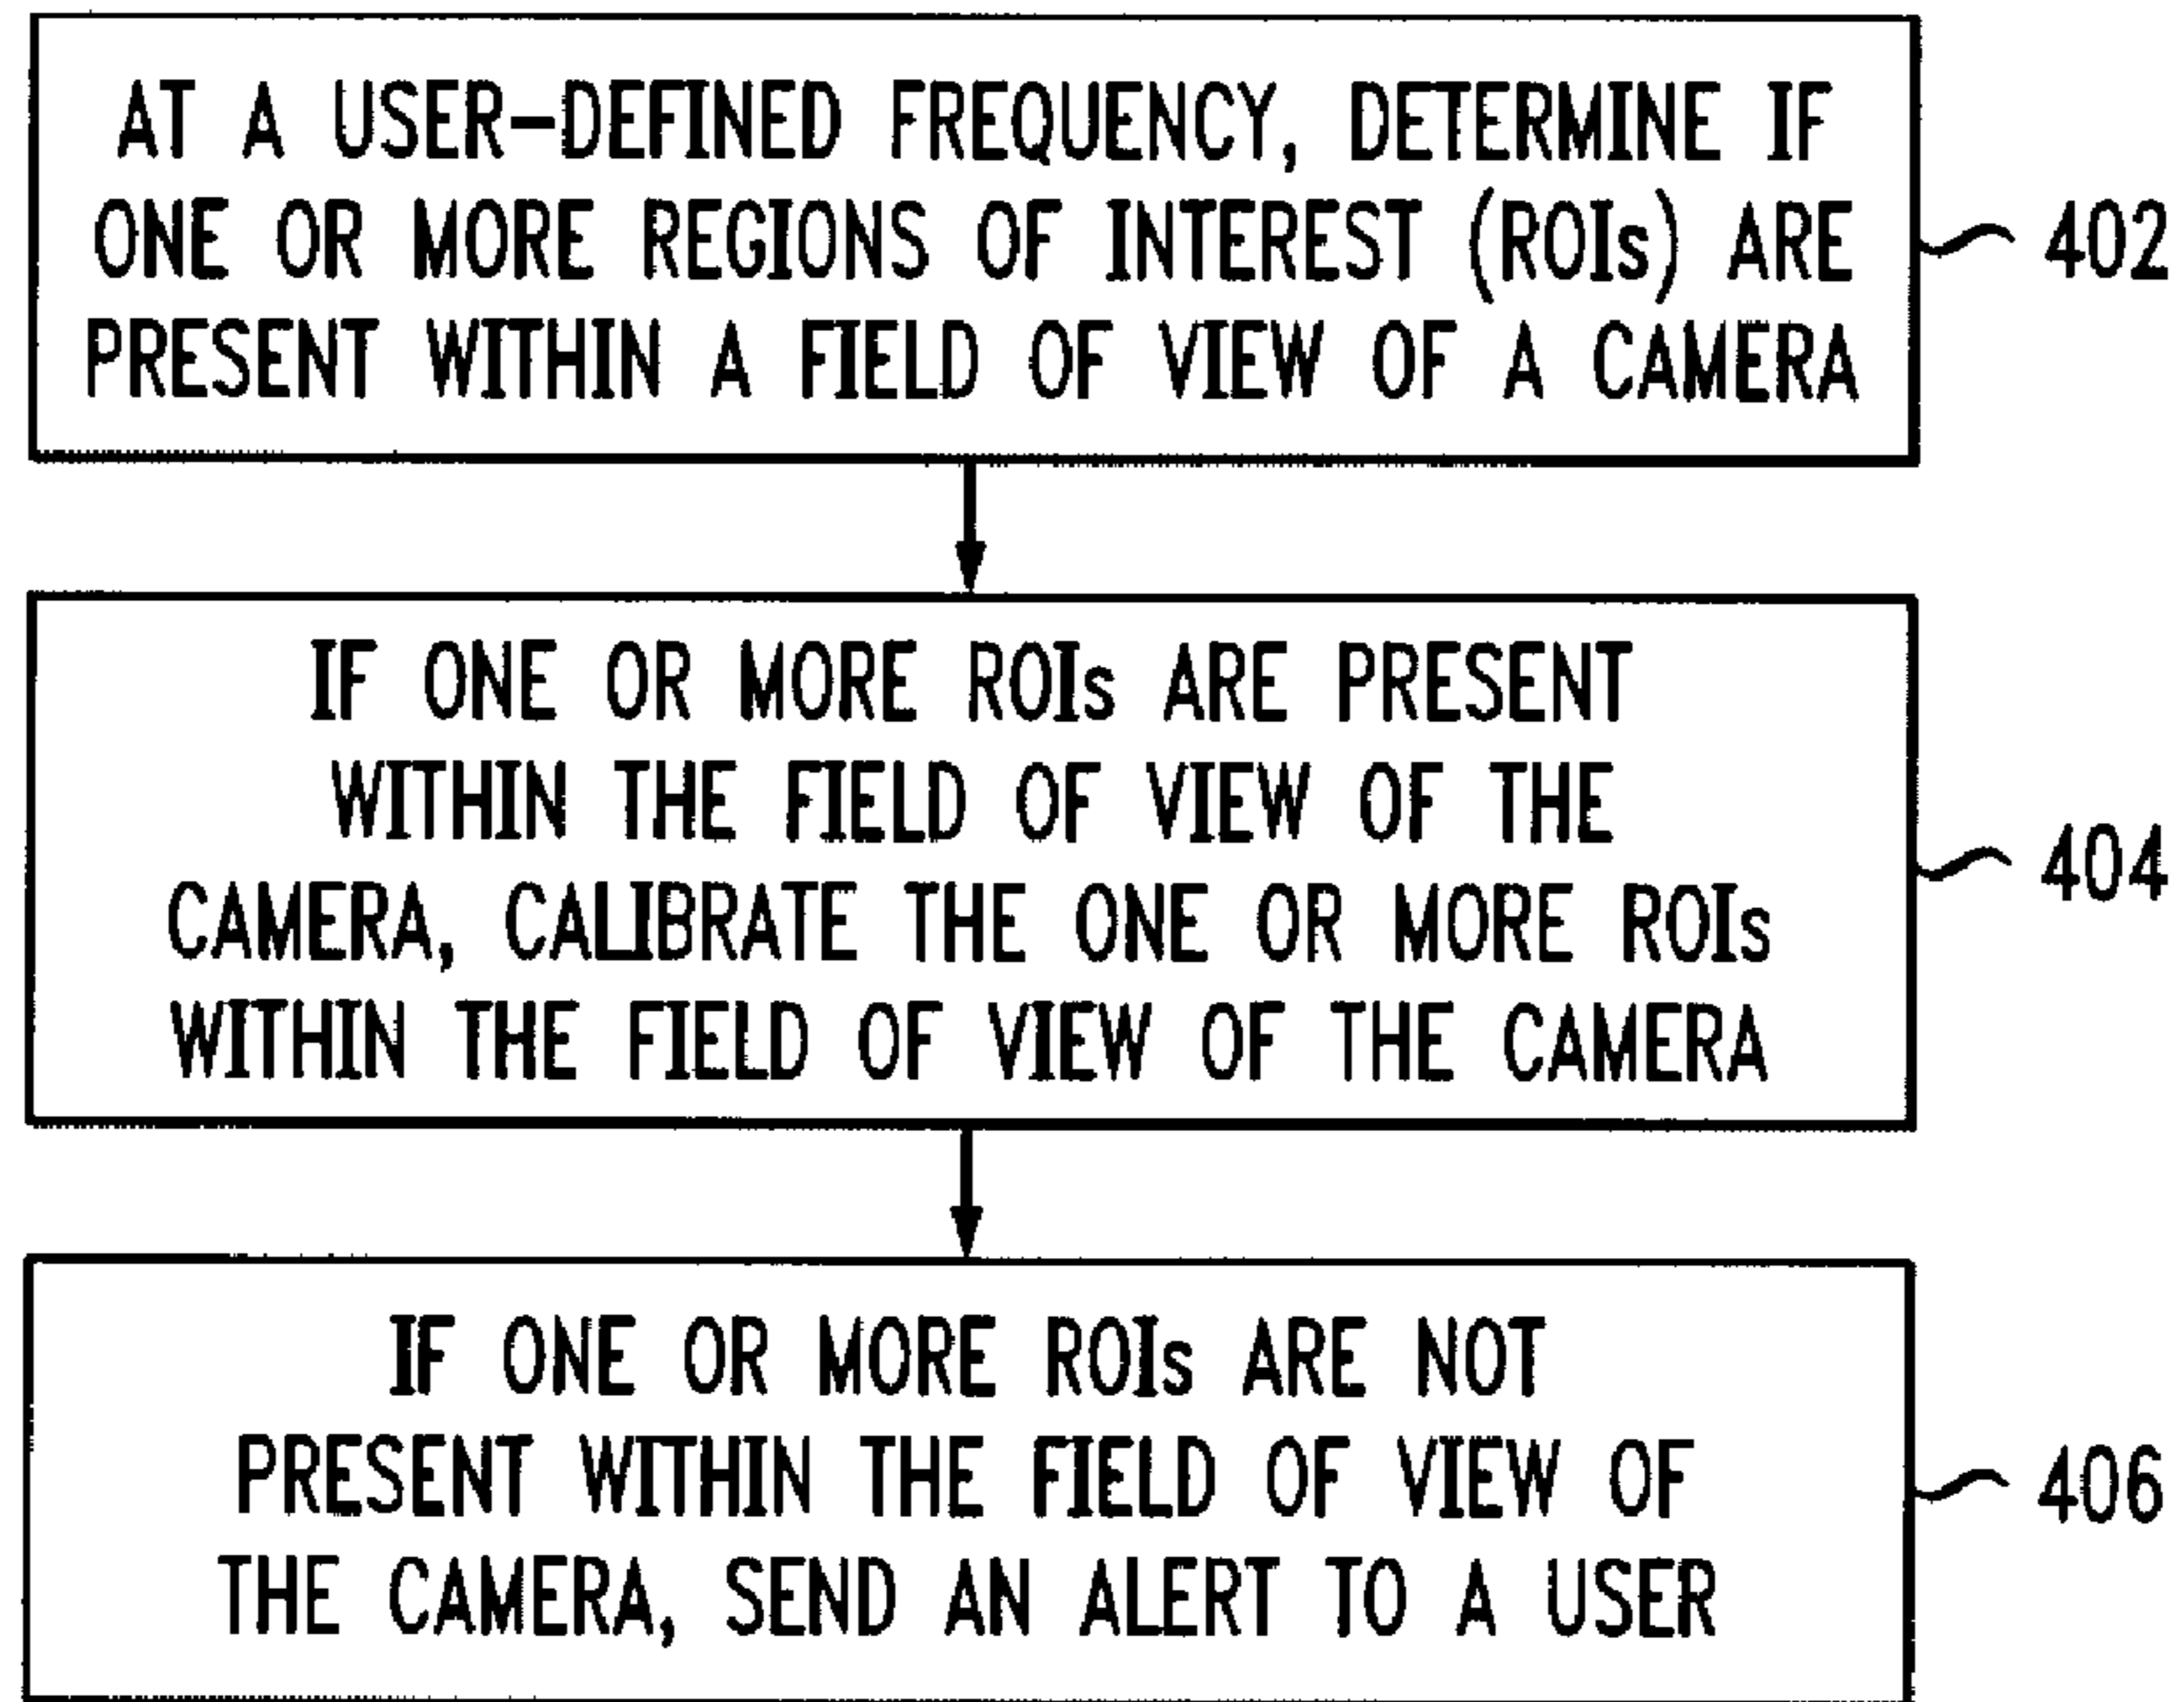 AT A USER-DEFINED FREQUENCY, DETERMINE IF
ONE OR MORE REGIONS OF INTEREST (ROIs) ARE
PRESENT WITHIN A FIELD OF VIEW OF A CAMERA
402
IF ONE OR MORE ROIs ARE PRESENT
WITHIN THE FIELD OF VIEW OF THE
CAMERA, CALIBRATE THE ONE OR MORE ROIs
WITHIN THE FIELD OF VIEW OF THE CAMERA
404
IF ONE OR MORE ROIs ARE NOT
PRESENT WITHIN THE FIELD OF VIEW OF
THE CAMERA, SEND AN ALERT TO A USER
406